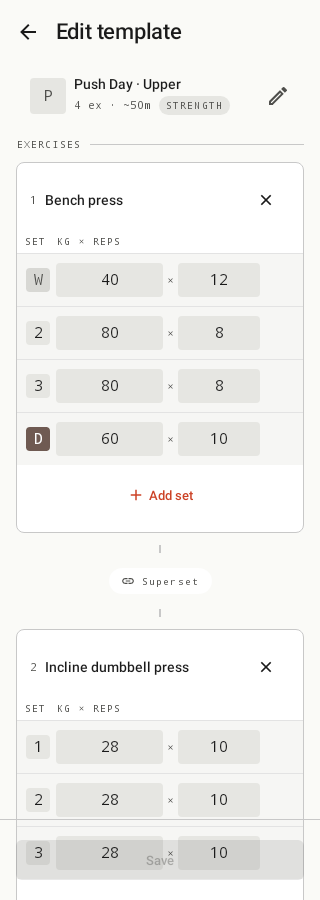 Edit template
P
Push Day · Upper
4 ex · ~50m STRENGTH
EXERCISES
1 Bench press
SET KG × REPS
W 40 × 12
2 80 × 8
3 80 × 8
D 60 × 10
+ Add set
Superset
2 Incline dumbbell press
SET KG × REPS
1 28 × 10
2 28 × 10
3 28 × 10
Save